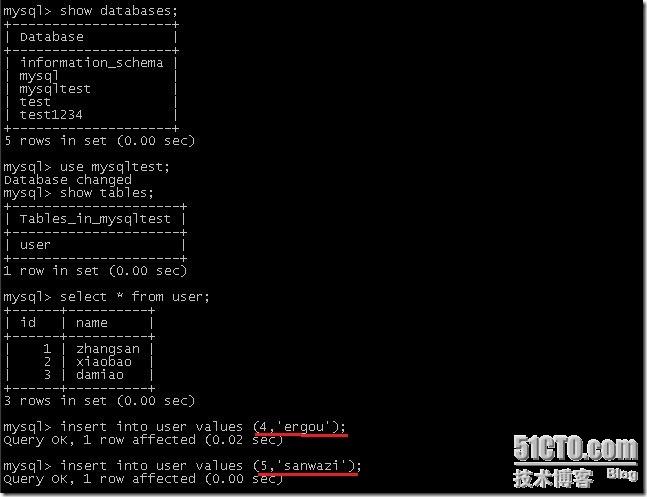 mysql> show databases;
+--------------------+
| Database           |
+--------------------+
| information_schema |
| mysql              |
| mysqltest          |
| test               |
| test1234           |
+--------------------+
5 rows in set (0.00 sec)
mysql> use mysqltest;
Database changed
mysql> show tables;
+---------------------+
| Tables_in_mysqltest |
+---------------------+
| user                |
+---------------------+
1 row in set (0.00 sec)
mysql> select * from user;
+------+----------+
| id   | name     |
+------+----------+
|    1 | zhangsan |
|    2 | xiaobao  |
|    3 | damiao   |
+------+----------+
3 rows in set (0.00 sec)
mysql> insert into user values (4,'ergou');
Query OK, 1 row affected (0.02 sec)
mysql> insert into user values (5,'sanwazi');
Query OK, 1 row affected (0.00 sec)
51CTO.com
技术博客 Blog